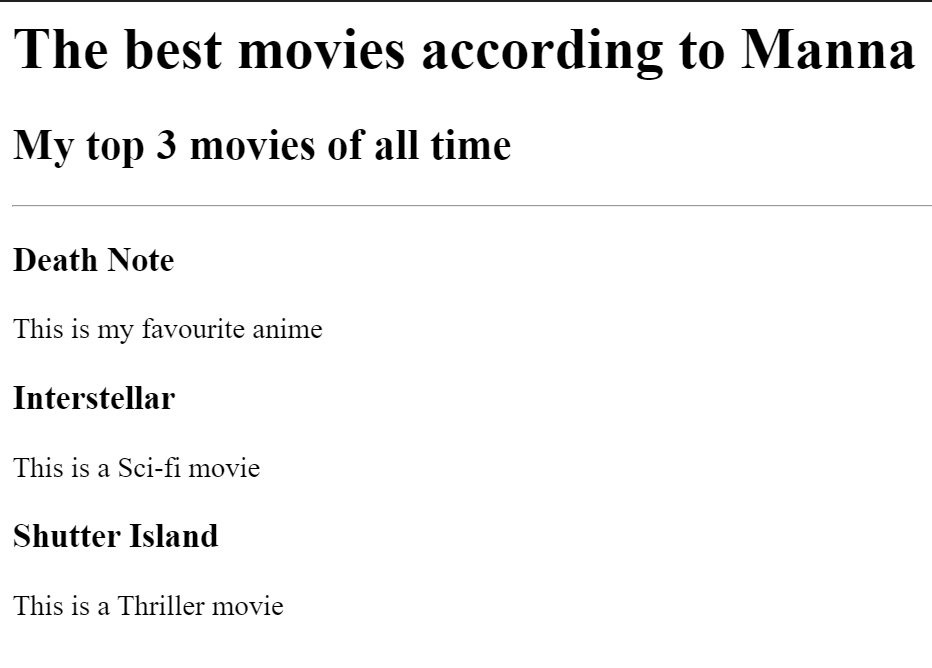 The best movies according to Manna
My top 3 movies of all time
Death Note
This is my favourite anime
Interstellar
This is a Sci-fi movie
Shutter Island
This is a Thriller movie